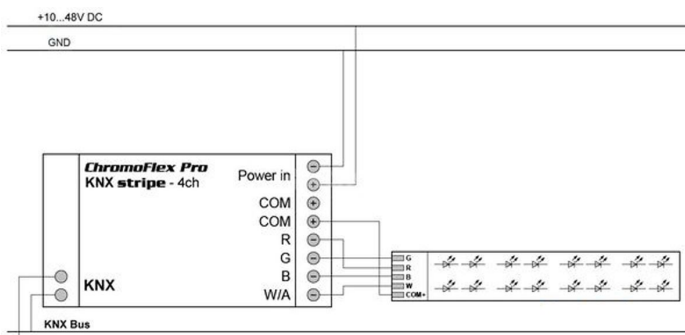 +10...48V DC
GND
ChromoFlex Pro
KNX stripe - 4ch
Power in
COM
COM
R
G
B
W/A
KNX
G
R
B
W
COM+
KNX Bus